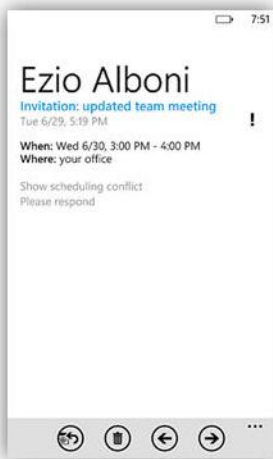 7:51
Ezio Alboni
Invitation: updated team meeting
Tue 6/29, 5:19 PM
!
When: Wed 6/30, 3:00 PM - 4:00 PM
Where: your office
Show scheduling conflict
Please respond
...